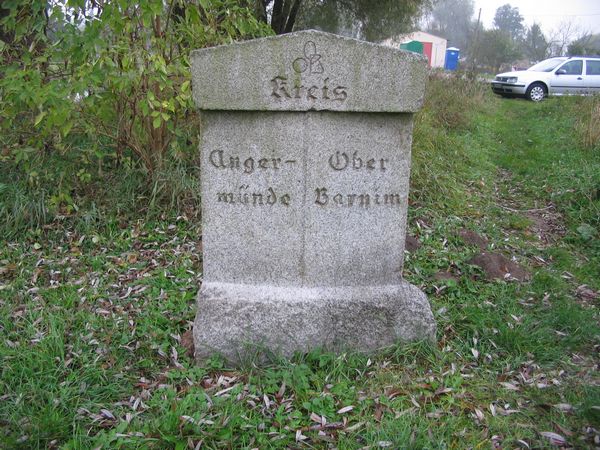 Kreis
Anger-
münde
Ober
Barnim